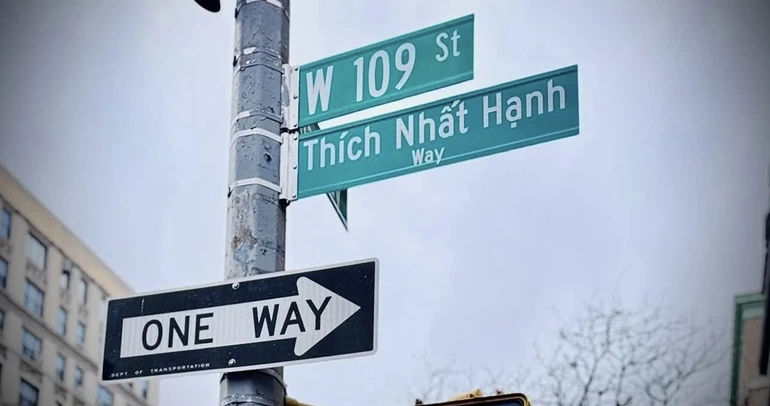 W 109 St
Thích Nhất Hạnh
Way
ONE WAY
DEPT OF TRANSPORTATION